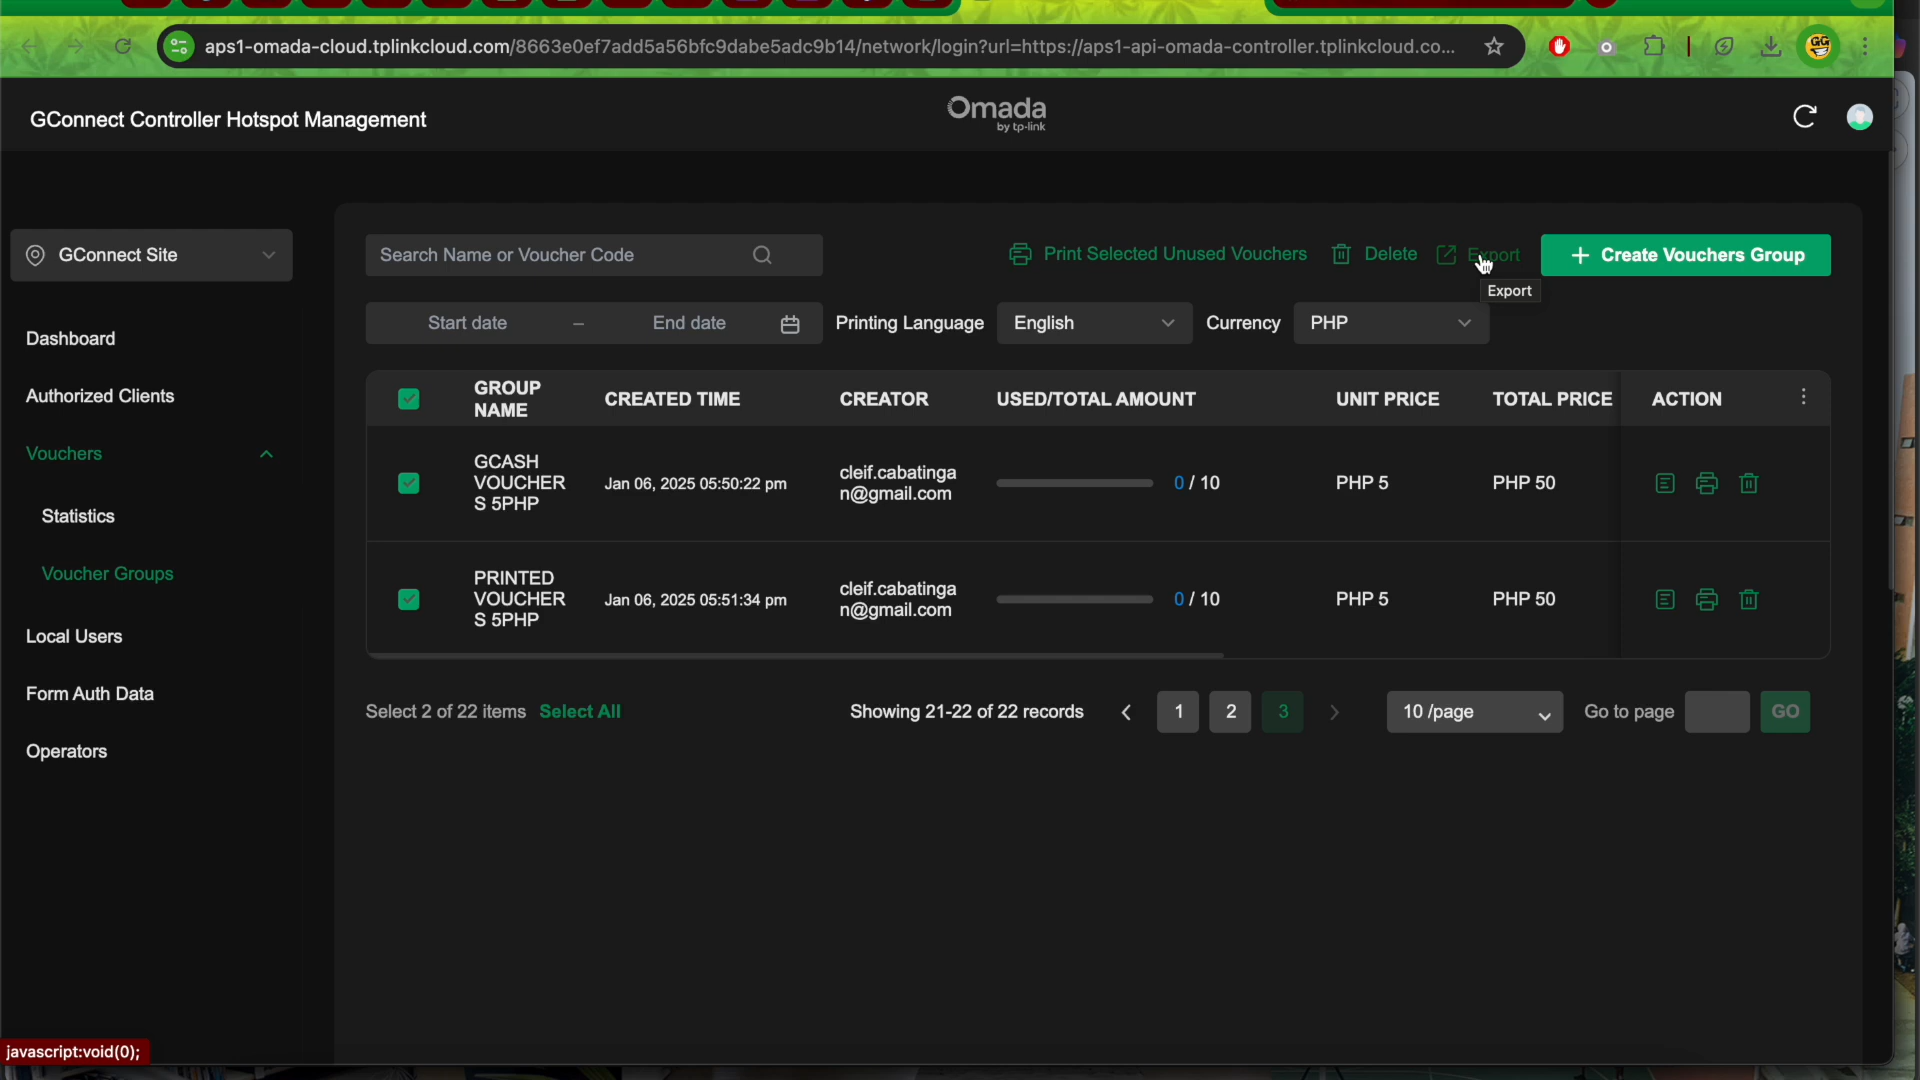 aps1-omada-cloud.tplinkcloud.com/8663e0ef7add5a56bfc9dabe5adc9b14/network/login?url=https://aps1-api-omada-controller.tplinkcloud.co...
GG
GConnect Controller Hotspot Management
Omada
by tp-link
GConnect Site
Dashboard
Authorized Clients
Vouchers
Statistics
Voucher Groups
Local Users
Form Auth Data
Operators
Search Name or Voucher Code
Print Selected Unused Vouchers
Delete
Export
Create Vouchers Group
Export
Start date – End date
Printing Language
English
Currency
PHP
GROUP NAME CREATED TIME CREATOR USED/TOTAL AMOUNT UNIT PRICE TOTAL PRICE ACTION
GCASH
VOUCHER
S 5PHP
Jan 06, 2025 05:50:22 pm
cleif.cabatinga
n@gmail.com
0 / 10
PHP 5
PHP 50
PRINTED
VOUCHER
S 5PHP
Jan 06, 2025 05:51:34 pm
cleif.cabatinga
n@gmail.com
0 / 10
PHP 5
PHP 50
Select 2 of 22 items Select All
Showing 21-22 of 22 records
1
2
3
10 /page
Go to page
GO
javascript:void(0);